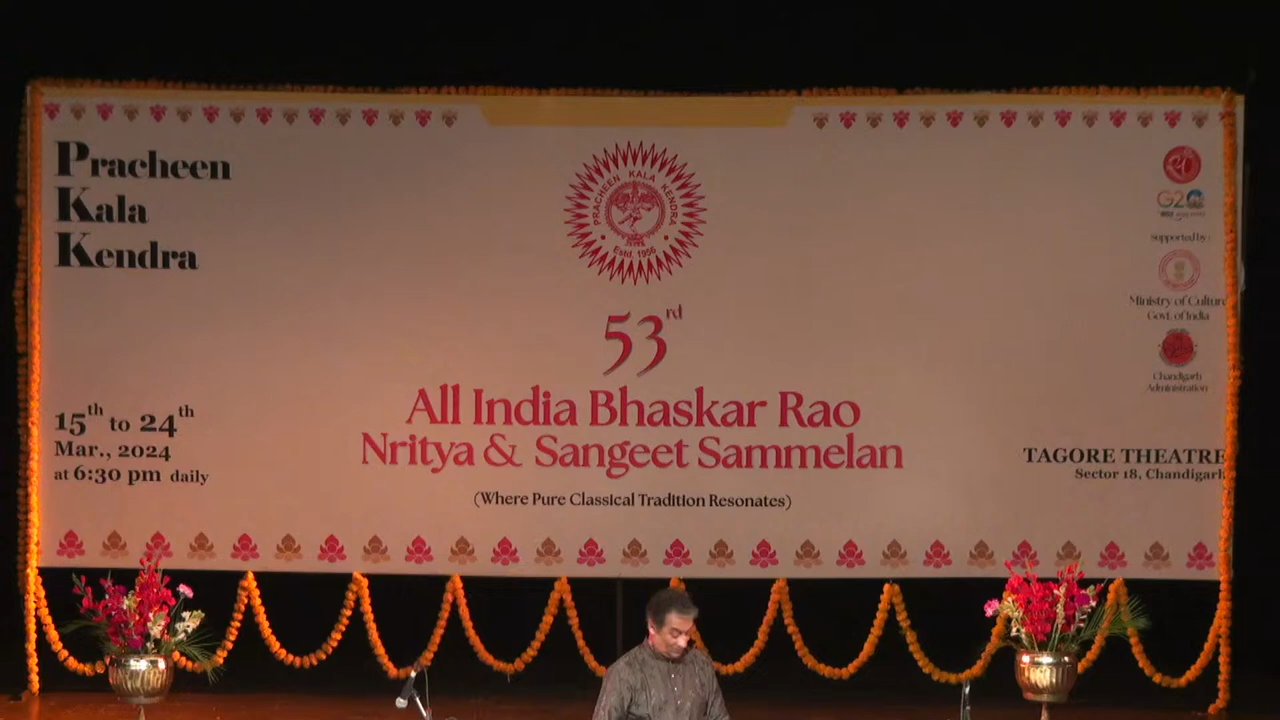 Pracheen
Kala
Kendra
PRACHEEN KALA KENDRA
Estd. 1956
53rd
All India Bhaskar Rao
Nritya & Sangeet Sammelan
(Where Pure Classical Tradition Resonates)
15th to 24th
Mar., 2024
at 6:30 pm daily
G20
supported by :
Ministry of Culture
Govt. of India
Chandigarh
Administration
TAGORE THEATRE
Sector 18, Chandigarh